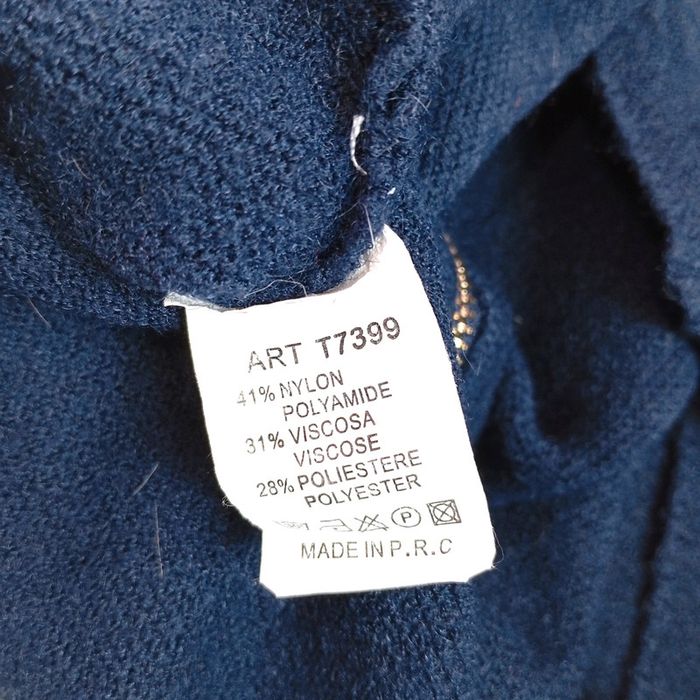 ART T7399
41% NYLON
POLYAMIDE
31% VISCOSA
VISCOSE
28% POLIESTERE
POLYESTER
P
MADE IN P.R.C